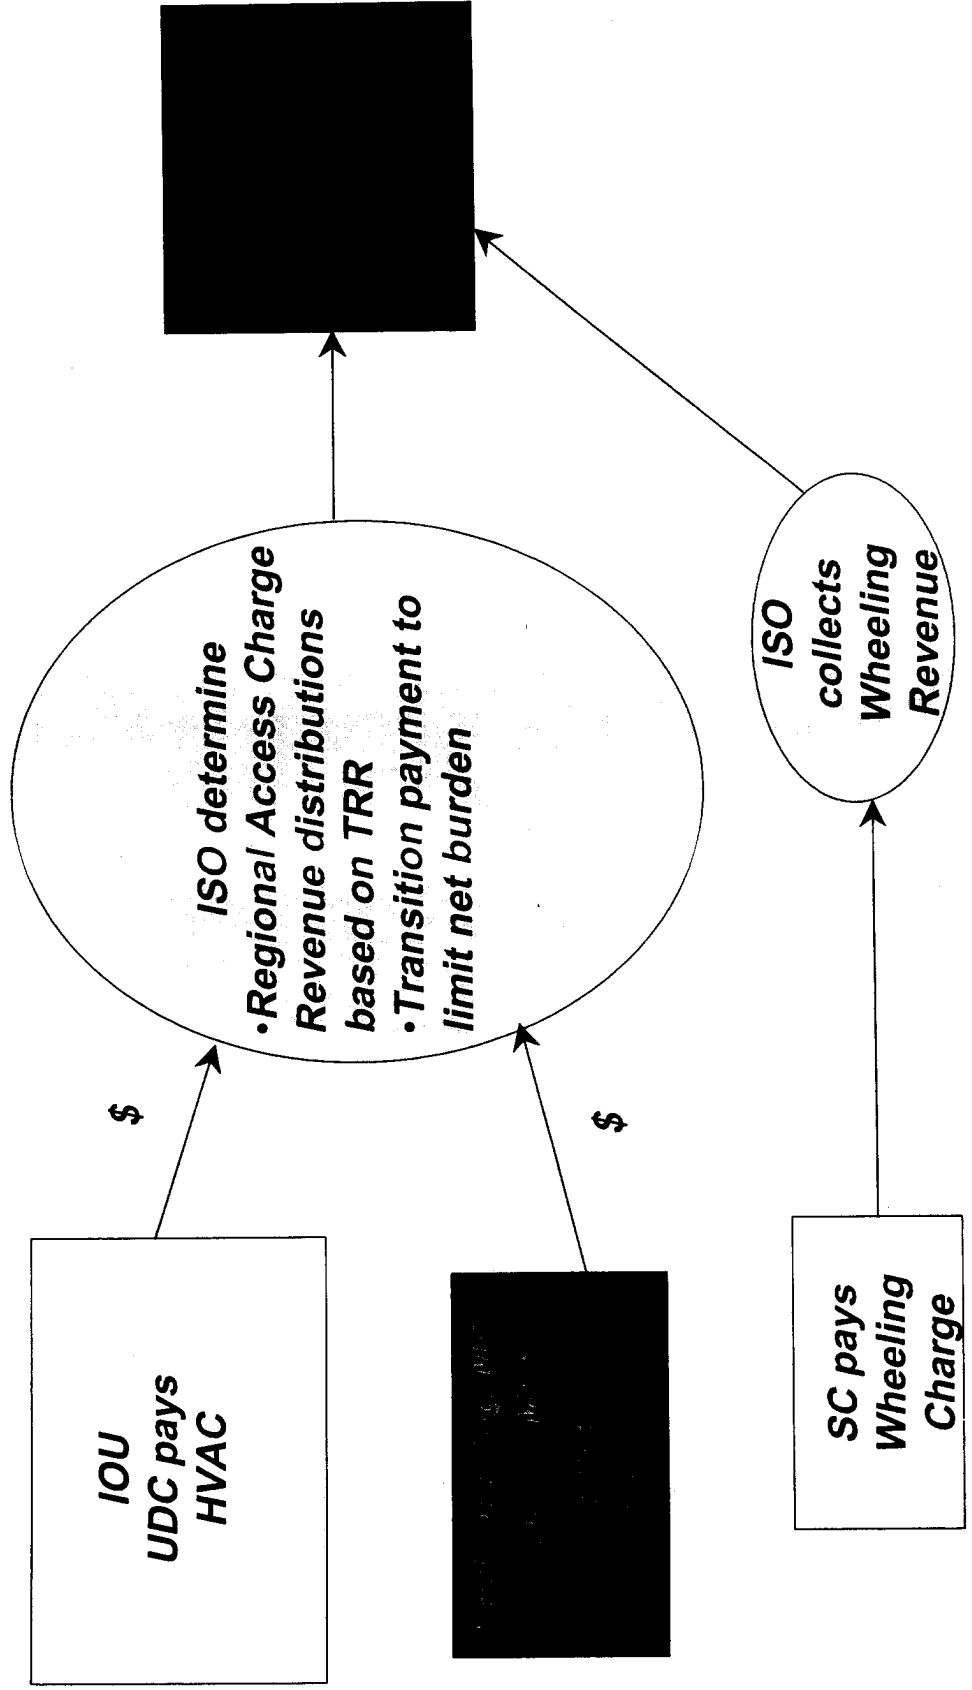 IOU
UDC pays
HVAC
$
$
ISO determine
•Regional Access Charge
Revenue distributions
based on TRR
•Transition payment to
limit net burden
SC pays
Wheeling
Charge
ISO
collects
Wheeling
Revenue